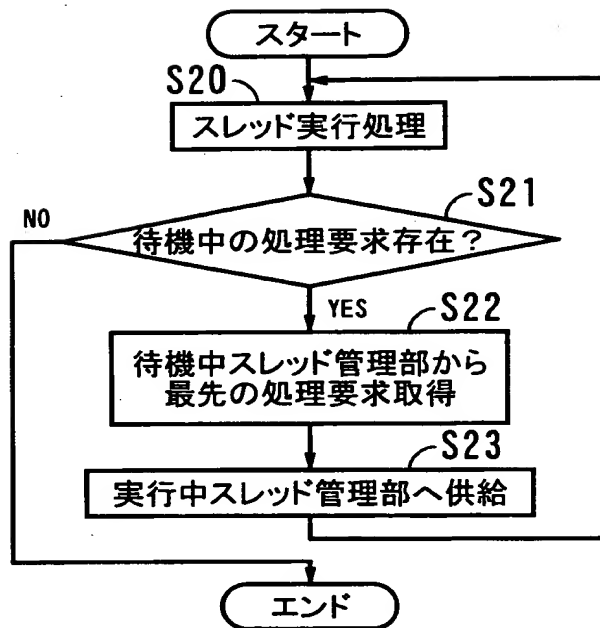 スタート
S20
スレッド実行処理
S21
NO
待機中の処理要求存在？
YES
S22
待機中スレッド管理部から
最先の処理要求取得
S23
実行中スレッド管理部へ供給
エンド